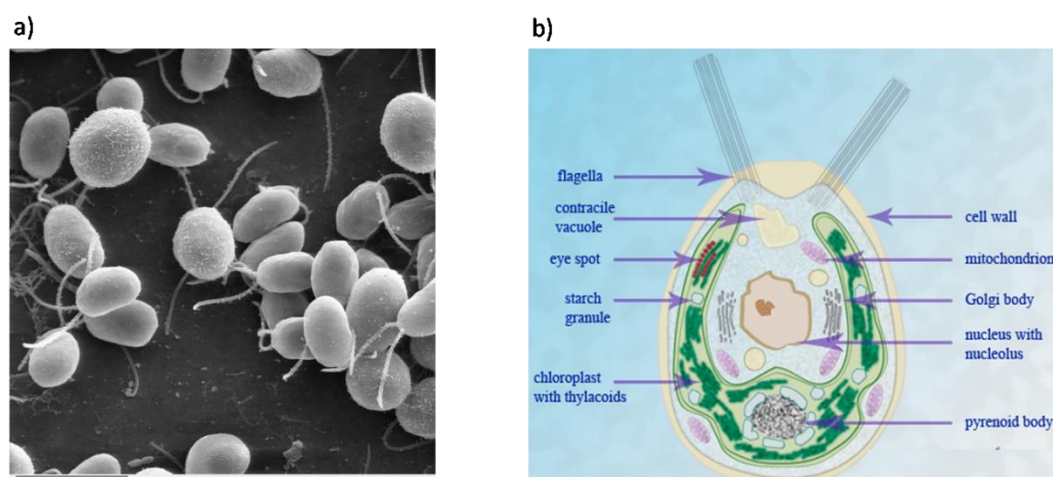 a)
b)
flagella
contracile
vacuole
eye spot
starch
granule
chloroplast
with thylacoids
cell wall
mitochondrion
Golgi body
nucleus with
nucleolus
pyrenoid body